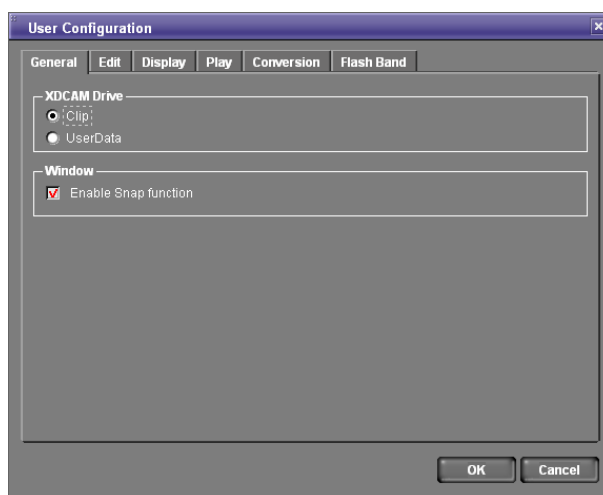 User Configuration
General Edit Display Play Conversion Flash Band
XDCAM Drive
Clip
UserData
Window
Enable Snap function
OK Cancel